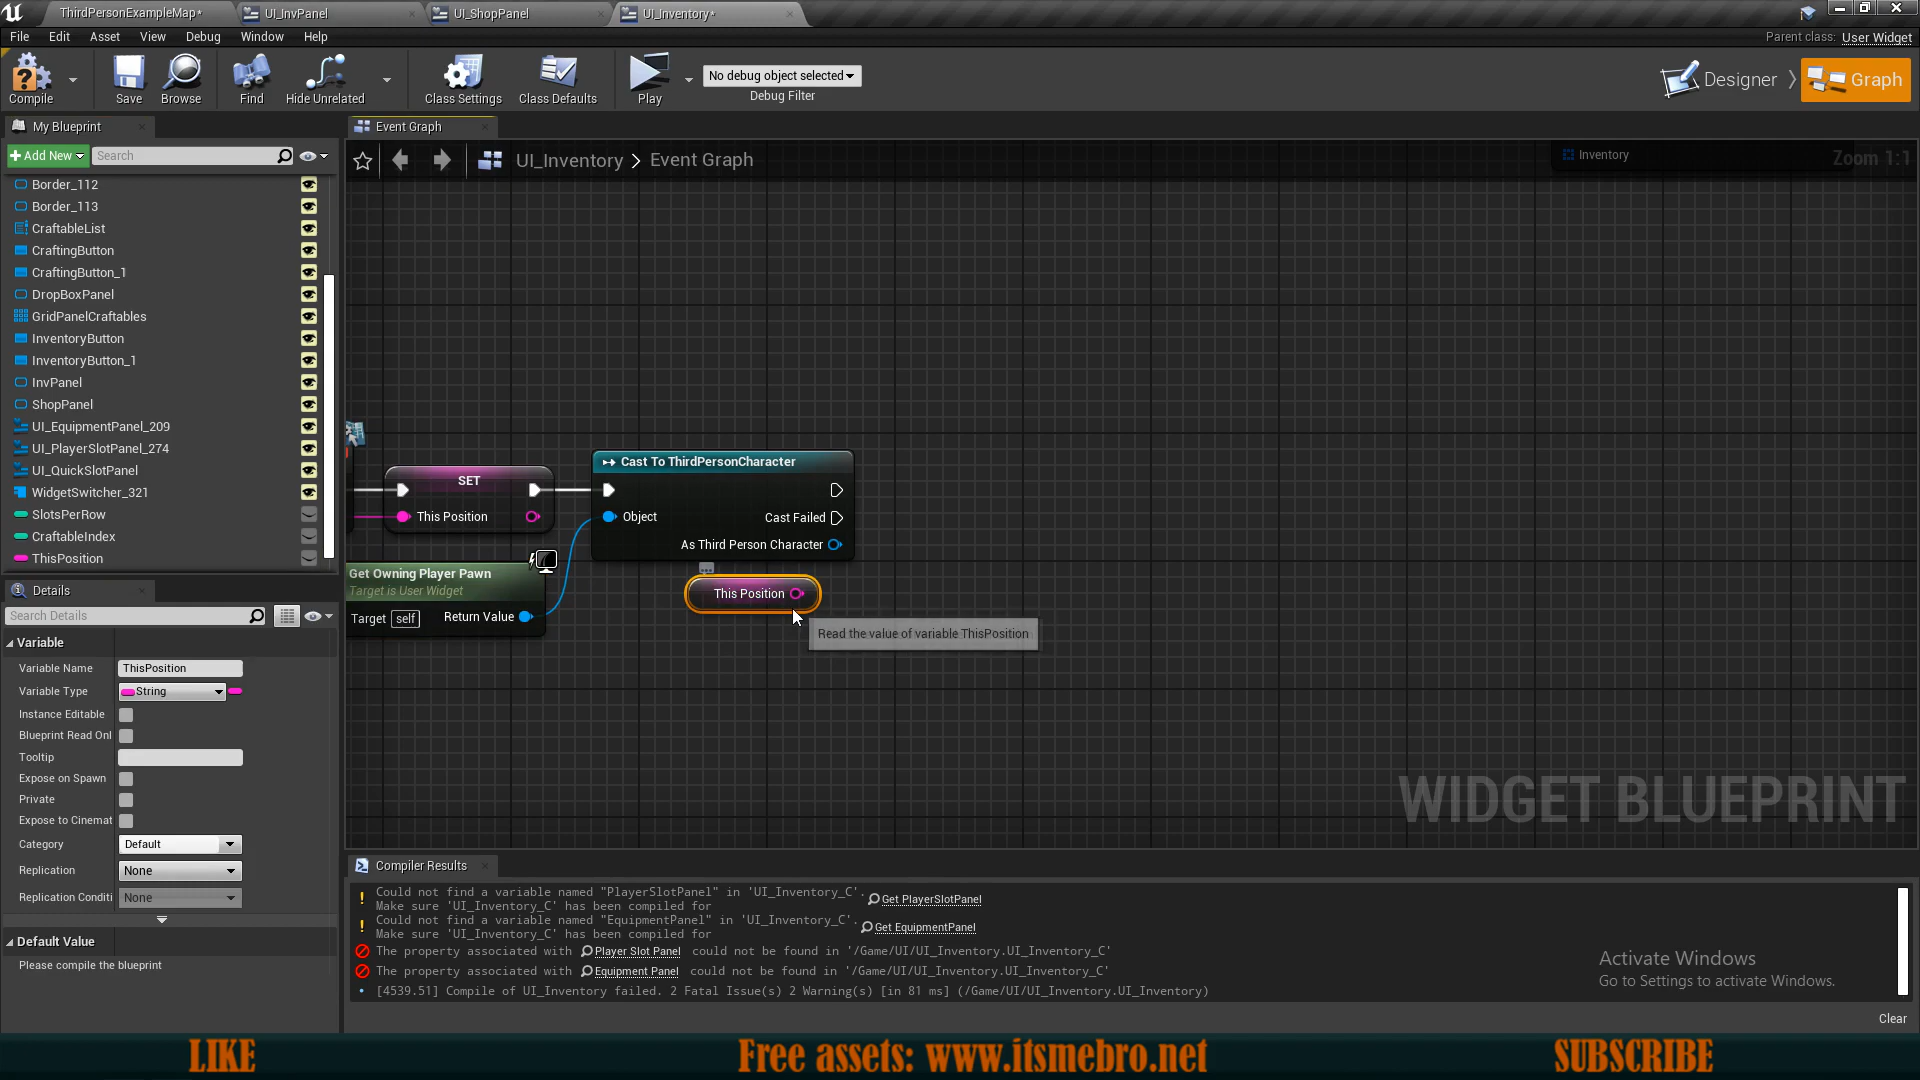 ThirdPersonExampleMap*
UI_InvPanel
UI_ShopPanel
UI_Inventory*
File
Edit
Asset
View
Debug
Window
Help
Parent class: User Widget
Compile
Save
Browse
Find
Hide Unrelated
Class Settings
Class Defaults
Play
No debug object selected
Debug Filter
Designer
Graph
My Blueprint
Event Graph
Add New
Search
UI_Inventory > Event Graph
Inventory
Zoom 1:1
Border_112
Border_113
CraftableList
CraftingButton
CraftingButton_1
DropBoxPanel
GridPanelCraftables
InventoryButton
InventoryButton_1
InvPanel
ShopPanel
UI_EquipmentPanel_209
UI_PlayerSlotPanel_274
UI_QuickSlotPanel
WidgetSwitcher_321
SlotsPerRow
CraftableIndex
ThisPosition
SET
This Position
Cast To ThirdPersonCharacter
Object
Cast Failed
As Third Person Character
Get Owning Player Pawn
Target is User Widget
Target self
Return Value
This Position
Read the value of variable ThisPosition
WIDGET BLUEPRINT
Details
Search Details
Variable
Variable Name
ThisPosition
Variable Type
String
Instance Editable
Blueprint Read Onl
Tooltip
Expose on Spawn
Private
Expose to Cinemat
Category
Default
Replication
None
Replication Conditi
None
Default Value
Please compile the blueprint
Compiler Results
Could not find a variable named "PlayerSlotPanel" in 'UI_Inventory_C'.
Make sure 'UI_Inventory_C' has been compiled for
Get PlayerSlotPanel
Could not find a variable named "EquipmentPanel" in 'UI_Inventory_C'.
Make sure 'UI_Inventory_C' has been compiled for
Get EquipmentPanel
The property associated with Player Slot Panel could not be found in '/Game/UI/UI_Inventory.UI_Inventory_C'
The property associated with Equipment Panel could not be found in '/Game/UI/UI_Inventory.UI_Inventory_C'
[4539.51] Compile of UI_Inventory failed. 2 Fatal Issue(s) 2 Warning(s) [in 81 ms] (/Game/UI/UI_Inventory.UI_Inventory)
Activate Windows
Go to Settings to activate Windows.
Clear
LIKE
Free assets: www.itsmebro.net
SUBSCRIBE